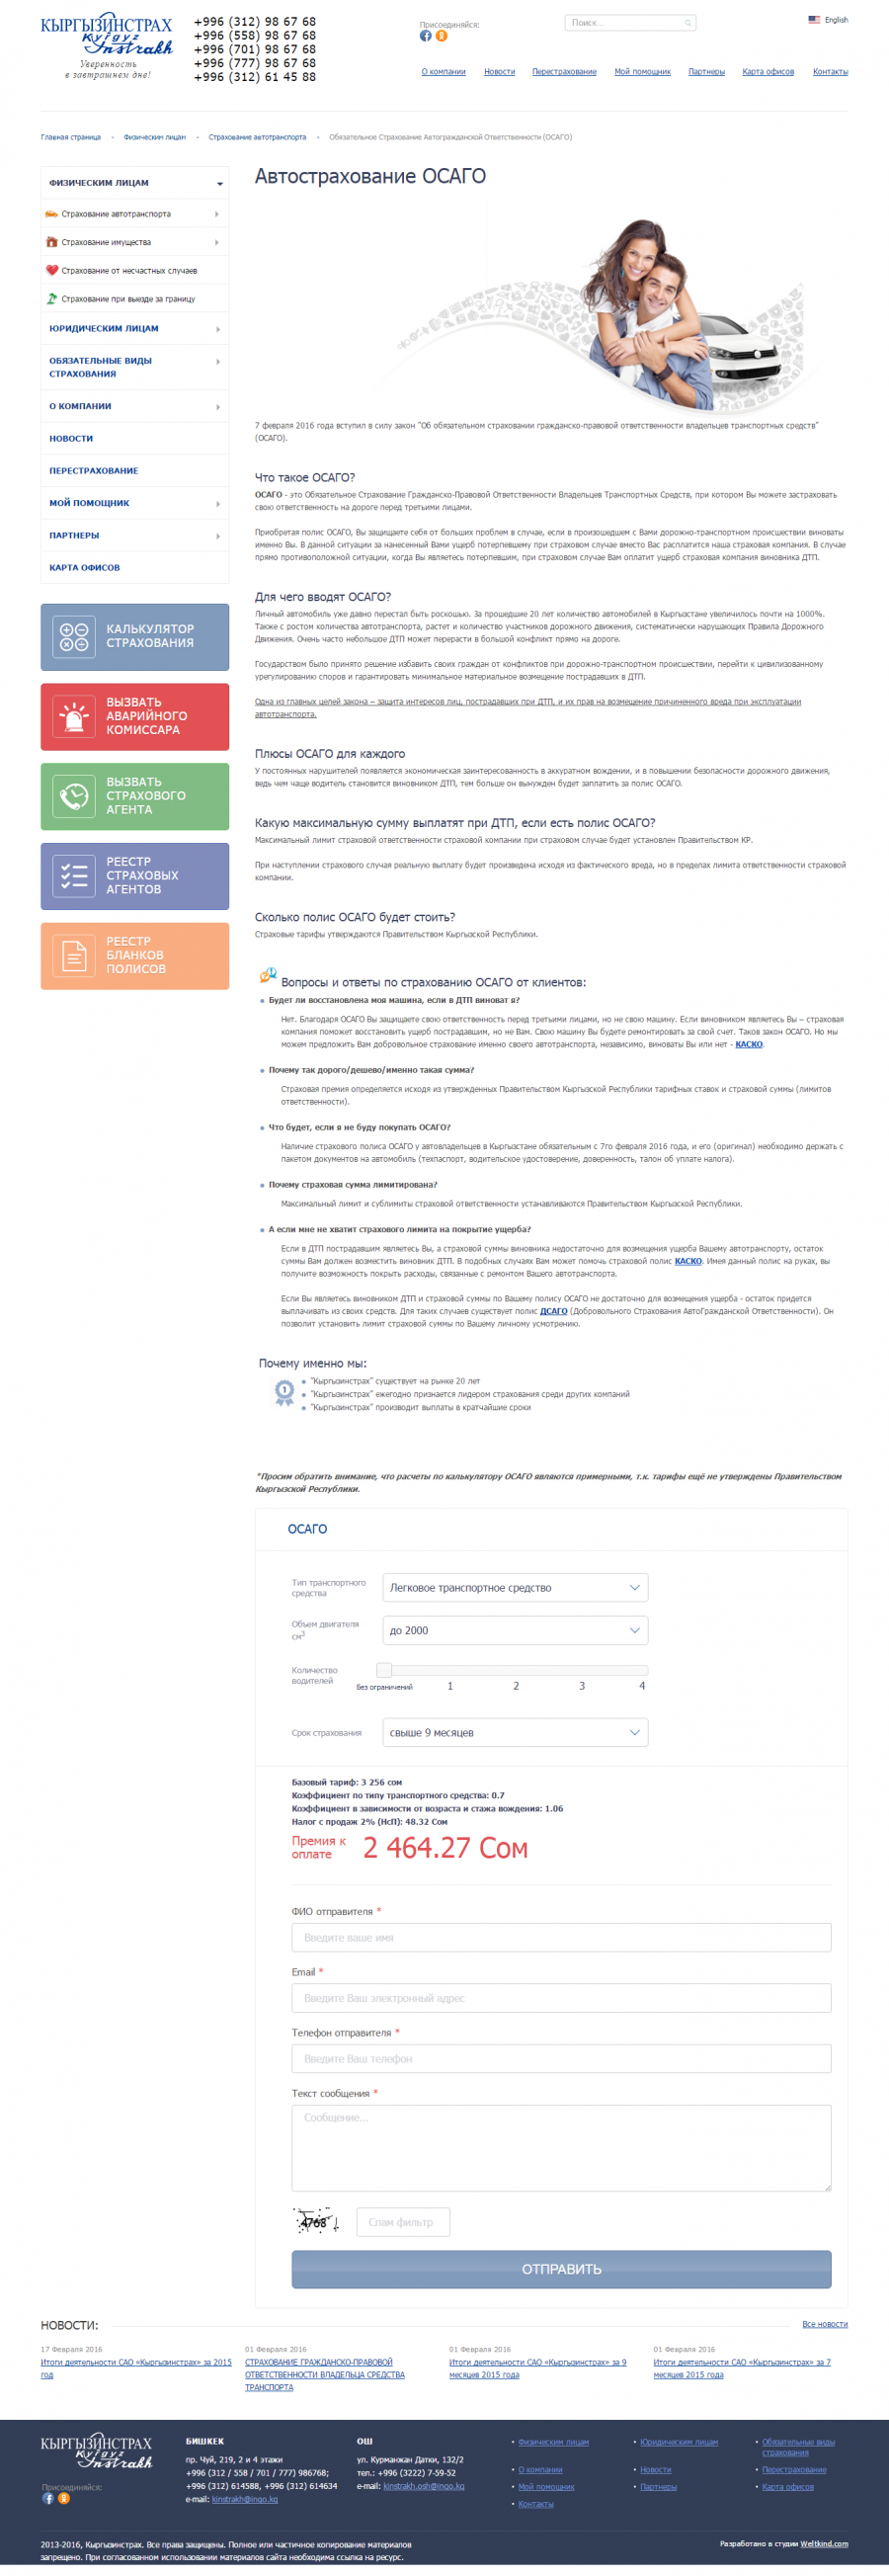 КЫРГЫЗИНСТРАХ
Kyrgyz
Instrakh
Уверенность
в завтрашнем дне!
+996 (312) 98 67 68
+996 (558) 98 67 68
+996 (701) 98 67 68
+996 (777) 98 67 68
+996 (312) 61 45 88
Присоединяйся:
Поиск...
English
О компании Новости Перестрахование Мой помощник Партнеры Карта офисов Контакты
Главная страница • Физическим лицам • Страхование автотранспорта • Обязательное Страхование Автогражданской Ответственности (ОСАГО)
ФИЗИЧЕСКИМ ЛИЦАМ
Страхование автотранспорта
Страхование имущества
Страхование от несчастных случаев
Страхование при выезде за границу
ЮРИДИЧЕСКИМ ЛИЦАМ
ОБЯЗАТЕЛЬНЫЕ ВИДЫ
СТРАХОВАНИЯ
О КОМПАНИИ
НОВОСТИ
ПЕРЕСТРАХОВАНИЕ
МОЙ ПОМОЩНИК
ПАРТНЕРЫ
КАРТА ОФИСОВ
КАЛЬКУЛЯТОР
СТРАХОВАНИЯ
ВЫЗВАТЬ
АВАРИЙНОГО
КОМИССАРА
ВЫЗВАТЬ
СТРАХОВОГО
АГЕНТА
РЕЕСТР
СТРАХОВЫХ
АГЕНТОВ
РЕЕСТР
БЛАНКОВ
ПОЛИСОВ
Автострахование ОСАГО
7 февраля 2016 года вступил в силу закон "Об обязательном страховании гражданско-правовой ответственности владельцев транспортных средств"
(ОСАГО).
Что такое ОСАГО?
ОСАГО - это Обязательное Страхование Гражданско-Правовой Ответственности Владельцев Транспортных Средств, при котором Вы можете застраховать
свою ответственность на дороге перед третьими лицами.
Приобретая полис ОСАГО, Вы защищаете себя от больших проблем в случае, если в произошедшем с Вами дорожно-транспортном происшествии виноваты
именно Вы. В данной ситуации за нанесенный Вами ущерб потерпевшему при страховом случае вместо Вас расплатится наша страховая компания. В случае
прямо противоположной ситуации, когда Вы являетесь потерпевшим, при страховом случае Вам оплатит ущерб страховая компания виновника ДТП.
Для чего вводят ОСАГО?
Личный автомобиль уже давно перестал быть роскошью. За прошедшие 20 лет количество автомобилей в Кыргызстане увеличилось почти на 1000%.
Также с ростом количества автотранспорта, растет и количество участников дорожного движения, систематически нарушающих Правила Дорожного
Движения. Очень часто небольшое ДТП может перерасти в большой конфликт прямо на дороге.
Государством было принято решение избавить своих граждан от конфликтов при дорожно-транспортном происшествии, перейти к цивилизованному
урегулированию споров и гарантировать минимальное материальное возмещение пострадавших в ДТП.
Одна из главных целей закона – защита интересов лиц, пострадавших при ДТП, и их прав на возмещение причиненного вреда при эксплуатации
автотранспорта.
Плюсы ОСАГО для каждого
У постоянных нарушителей появляется экономическая заинтересованность в аккуратном вождении, и в повышении безопасности дорожного движения,
ведь чем чаще водитель становится виновником ДТП, тем больше он вынужден будет заплатить за полис ОСАГО.
Какую максимальную сумму выплатят при ДТП, если есть полис ОСАГО?
Максимальный лимит страховой ответственности страховой компании при страховом случае будет установлен Правительством КР.
При наступлении страхового случая реальную выплату будет произведена исходя из фактического вреда, но в пределах лимита ответственности страховой
компании.
Сколько полис ОСАГО будет стоить?
Страховые тарифы утверждаются Правительством Кыргызской Республики.
Вопросы и ответы по страхованию ОСАГО от клиентов:
Будет ли восстановлена моя машина, если в ДТП виноват я?
Нет. Благодаря ОСАГО Вы защищаете свою ответственность перед третьими лицами, но не свою машину. Если виновником являетесь Вы – страховая
компания поможет восстановить ущерб пострадавшим, но не Вам. Свою машину Вы будете ремонтировать за свой счет. Таков закон ОСАГО. Но мы
можем предложить Вам добровольное страхование именно своего автотранспорта, независимо, виноваты Вы или нет - КАСКО.
Почему так дорого/дешево/именно такая сумма?
Страховая премия определяется исходя из утвержденных Правительством Кыргызской Республики тарифных ставок и страховой суммы (лимитов
ответственности).
Что будет, если я не буду покупать ОСАГО?
Наличие страхового полиса ОСАГО у автовладельцев в Кыргызстане обязательным с 7го февраля 2016 года, и его (оригинал) необходимо держать с
пакетом документов на автомобиль (техпаспорт, водительское удостоверение, доверенность, талон об уплате налога).
Почему страховая сумма лимитирована?
Максимальный лимит и сублимиты страховой ответственности устанавливаются Правительством Кыргызской Республики.
А если мне не хватит страхового лимита на покрытие ущерба?
Если в ДТП пострадавшим являетесь Вы, а страховой суммы виновника недостаточно для возмещения ущерба Вашему автотранспорту, остаток
суммы Вам должен возместить виновник ДТП. В подобных случаях Вам может помочь страховой полис КАСКО. Имея данный полис на руках, вы
получите возможность покрыть расходы, связанные с ремонтом Вашего автотранспорта.
Если Вы являетесь виновником ДТП и страховой суммы по Вашему полису ОСАГО не достаточно для возмещения ущерба - остаток придется
выплачивать из своих средств. Для таких случаев существует полис ДСАГО (Добровольного Страхования АвтоГражданской Ответственности). Он
позволит установить лимит страховой суммы по Вашему личному усмотрению.
Почему именно мы:
"Кыргызинстрах" существует на рынке 20 лет
"Кыргызинстрах" ежегодно признается лидером страхования среди других компаний
"Кыргызинстрах" производит выплаты в кратчайшие сроки
*Просим обратить внимание, что расчеты по калькулятору ОСАГО являются примерными, т.к. тарифы ещё не утверждены Правительством
Кыргызской Республики.
ОСАГО
Тип транспортного
средства
Легковое транспортное средство
Объем двигателя
см3
до 2000
Количество
водителей
Без ограничений 1 2 3 4
Срок страхования
свыше 9 месяцев
Базовый тариф: 3 256 сом
Коэффициент по типу транспортного средства: 0.7
Коэффициент в зависимости от возраста и стажа вождения: 1.06
Налог с продаж 2% (НсП): 48.32 Сом
Премия к
оплате
2 464.27 Сом
ФИО отправителя *
Введите ваше имя
Email *
Введите Ваш электронный адрес
Телефон отправителя *
Введите Ваш телефон
Текст сообщения *
Сообщение...
4768
Спам фильтр
ОТПРАВИТЬ
НОВОСТИ:
Все новости
17 Февраля 2016
Итоги деятельности САО «Кыргызинстрах» за 2015
год
01 Февраля 2016
СТРАХОВАНИЕ ГРАЖДАНСКО-ПРАВОВОЙ
ОТВЕТСТВЕННОСТИ ВЛАДЕЛЬЦА СРЕДСТВА
ТРАНСПОРТА
01 Февраля 2016
Итоги деятельности САО «Кыргызинстрах» за 9
месяцев 2015 года
01 Февраля 2016
Итоги деятельности САО «Кыргызинстрах» за 7
месяцев 2015 года
КЫРГЫЗИНСТРАХ
Kyrgyz
Instrakh
Присоединяйся:
БИШКЕК
пр. Чуй, 219, 2 и 4 этажи
+996 (312 / 558 / 701 / 777) 986768;
+996 (312) 614588, +996 (312) 614634
e-mail: kinstrakh@ingo.kg
ОШ
ул. Курманжан Датки, 132/2
тел.: +996 (3222) 7-59-52
e-mail: kinstrakh.osh@ingo.kg
Физическим лицам
О компании
Мой помощник
Контакты
Юридическим лицам
Новости
Партнеры
Обязательные виды
страхования
Перестрахование
Карта офисов
2013-2016, Кыргызинстрах. Все права защищены. Полное или частичное копирование материалов
запрещено. При согласованном использовании материалов сайта необходима ссылка на ресурс.
Разработано в студии Weltkind.com